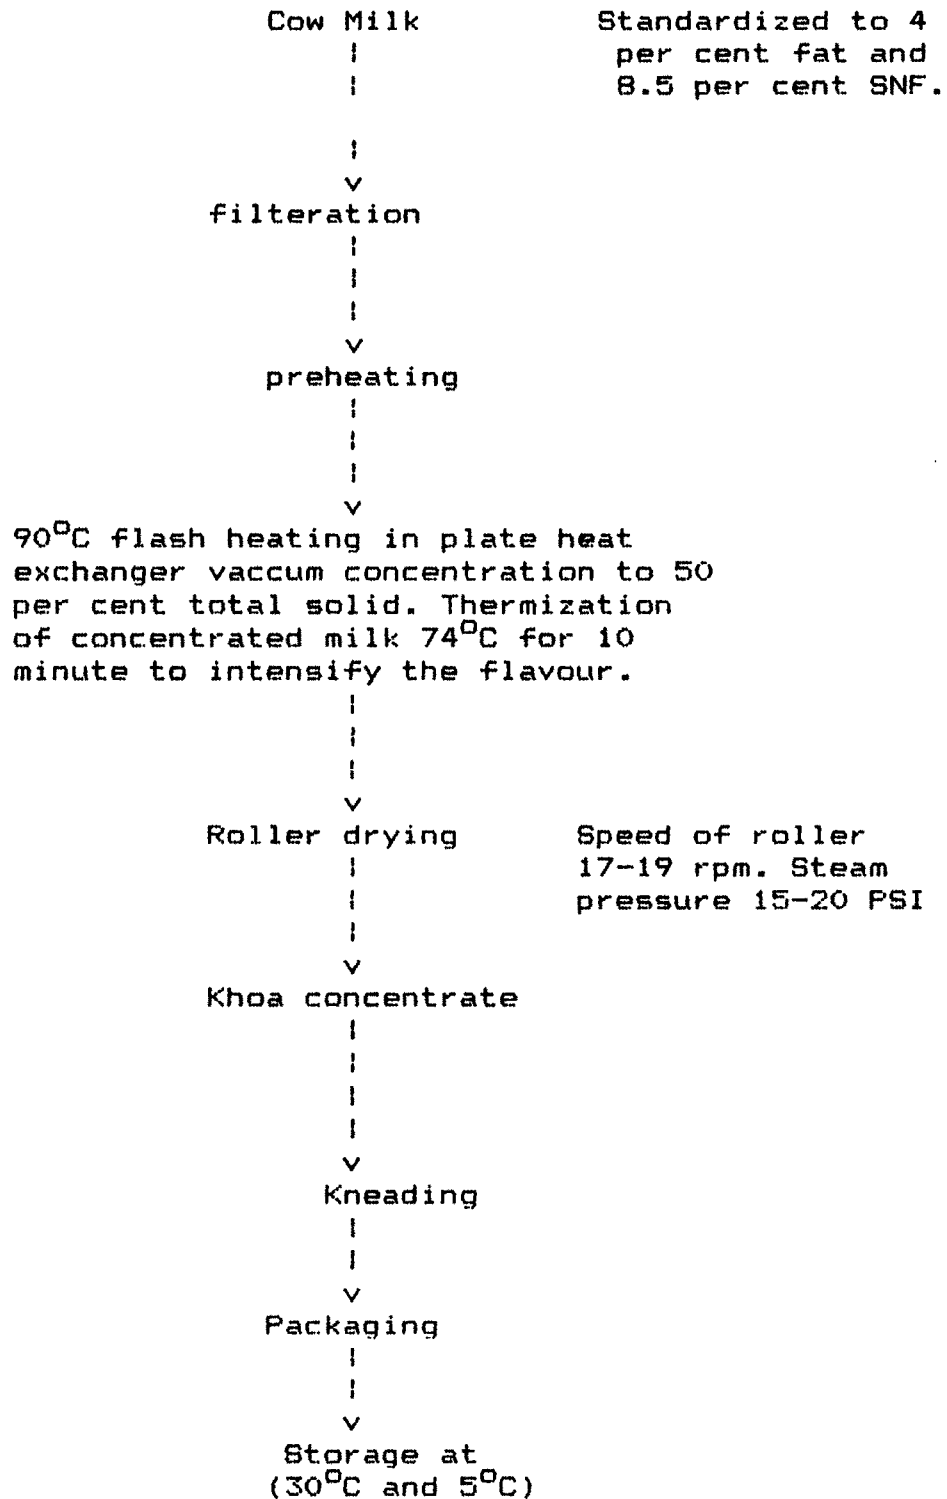 Cow Milk
Standardized to 4
per cent fat and
8.5 per cent SNF.
filteration
preheating
90°C flash heating in plate heat
exchanger vaccum concentration to 50
per cent total solid. Thermization
of concentrated milk 74°C for 10
minute to intensify the flavour.
Roller drying
Speed of roller
17-19 rpm. Steam
pressure 15-20 PSI
Khoa concentrate
Kneading
Packaging
Storage at
(30°C and 5°C)